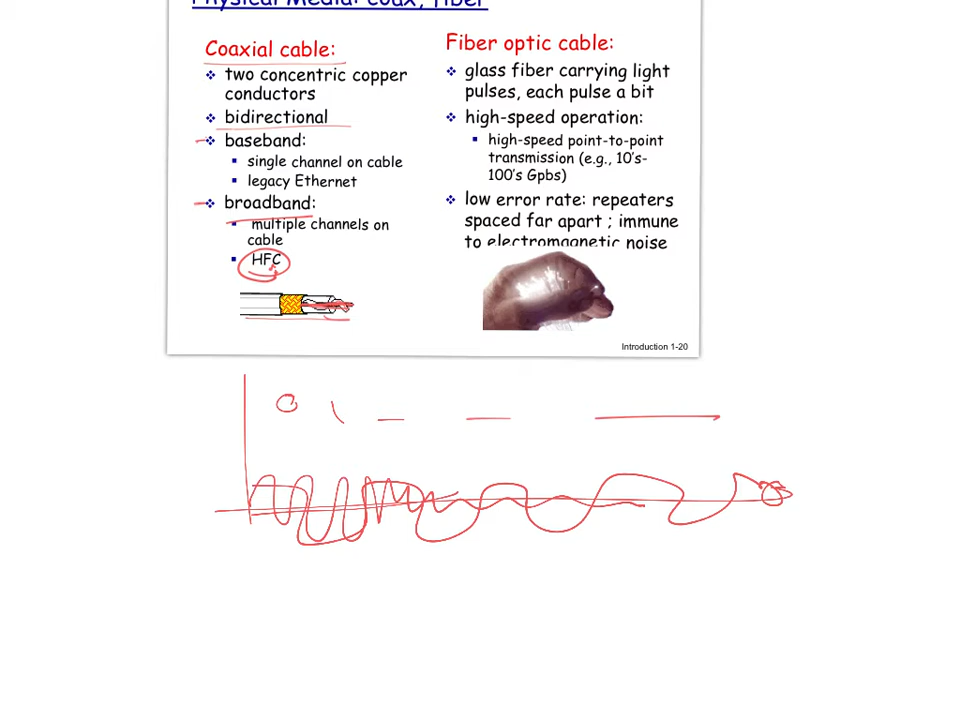 Physical Media: coax, fiber
Coaxial cable:
❖ two concentric copper
conductors
❖ bidirectional
❖ baseband:
▪ single channel on cable
▪ legacy Ethernet
❖ broadband:
▪ multiple channels on
cable
▪ HFC
Fiber optic cable:
❖ glass fiber carrying light
pulses, each pulse a bit
❖ high-speed operation:
▪ high-speed point-to-point
transmission (e.g., 10's-
100's Gpbs)
❖ low error rate: repeaters
spaced far apart ; immune
to electromagnetic noise
Introduction 1-20